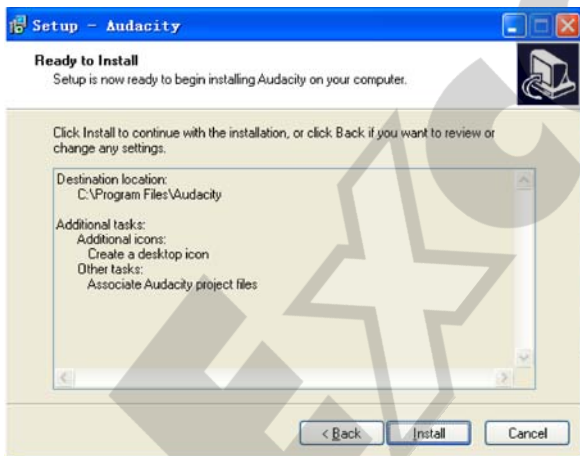 Setup - Audacity
Ready to Install
Setup is now ready to begin installing Audacity on your computer.
Click Install to continue with the installation, or click Back if you want to review or
change any settings.
Destination location:
C:\Program Files\Audacity
Additional tasks:
Additional icons:
Create a desktop icon
Other tasks:
Associate Audacity project files
< Back
Install
Cancel